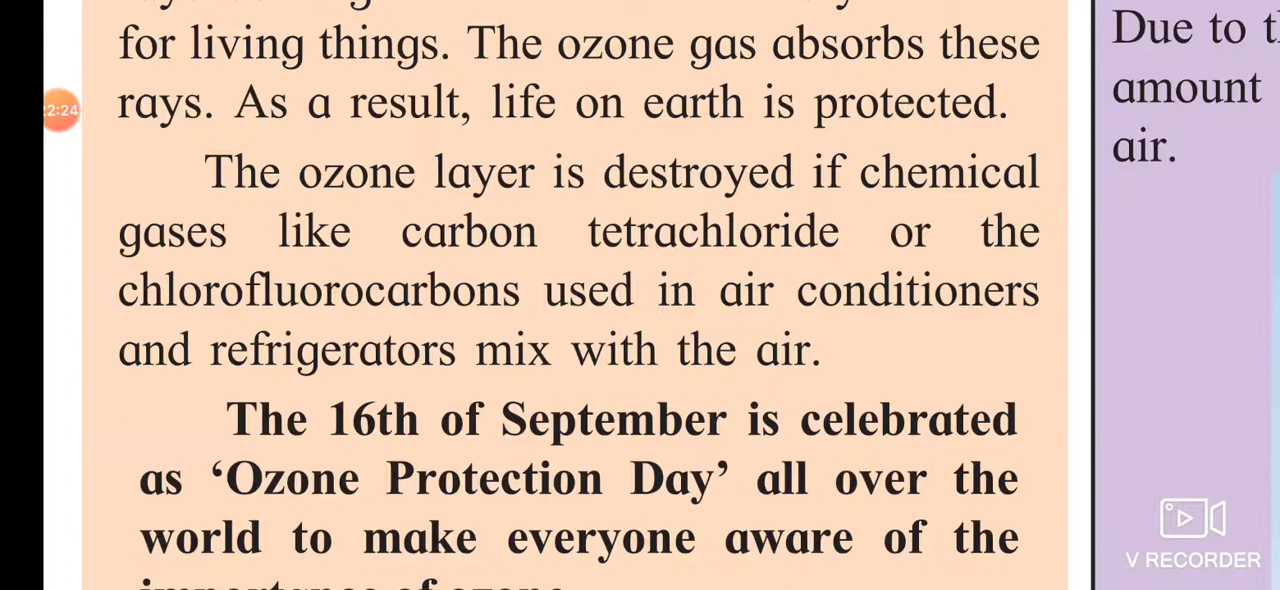 for living things. The ozone gas absorbs these
rays. As a result, life on earth is protected.
The ozone layer is destroyed if chemical
gases like carbon tetrachloride or the
chlorofluorocarbons used in air conditioners
and refrigerators mix with the air.
The 16th of September is celebrated
as ‘Ozone Protection Day’ all over the
world to make everyone aware of the
Due to
amount
air.
2:24
V RECORDER